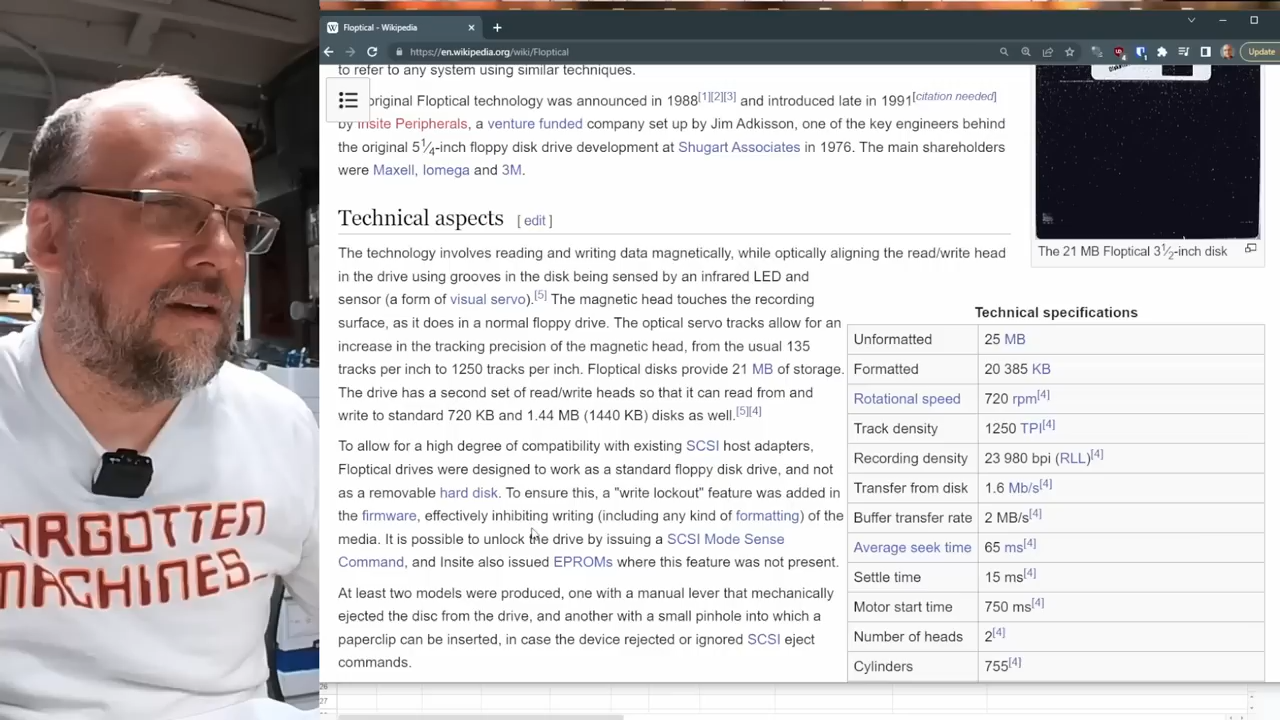 Floptical - Wikipedia
https://en.wikipedia.org/wiki/Floptical
Update
to refer to any system using similar techniques.
original Floptical technology was announced in 1988[1][2][3] and introduced late in 1991[citation needed]
by Insite Peripherals, a venture funded company set up by Jim Adkisson, one of the key engineers behind
the original 5 1⁄4-inch floppy disk drive development at Shugart Associates in 1976. The main shareholders
were Maxell, Iomega and 3M.
The 21 MB Floptical 3 1⁄2-inch disk
Technical aspects [ edit ]
The technology involves reading and writing data magnetically, while optically aligning the read/write head
in the drive using grooves in the disk being sensed by an infrared LED and
sensor (a form of visual servo).[5] The magnetic head touches the recording
surface, as it does in a normal floppy drive. The optical servo tracks allow for an
increase in the tracking precision of the magnetic head, from the usual 135
tracks per inch to 1250 tracks per inch. Floptical disks provide 21 MB of storage.
The drive has a second set of read/write heads so that it can read from and
write to standard 720 KB and 1.44 MB (1440 KB) disks as well.[5][4]
To allow for a high degree of compatibility with existing SCSI host adapters,
Floptical drives were designed to work as a standard floppy disk drive, and not
as a removable hard disk. To ensure this, a "write lockout" feature was added in
the firmware, effectively inhibiting writing (including any kind of formatting) of the
media. It is possible to unlock the drive by issuing a SCSI Mode Sense
Command, and Insite also issued EPROMs where this feature was not present.
At least two models were produced, one with a manual lever that mechanically
ejected the disc from the drive, and another with a small pinhole into which a
paperclip can be inserted, in case the device rejected or ignored SCSI eject
commands.
Technical specifications
Unformatted 25 MB
Formatted 20 385 KB
Rotational speed 720 rpm[4]
Track density 1250 TPI[4]
Recording density 23 980 bpi (RLL)[4]
Transfer from disk 1.6 Mb/s[4]
Buffer transfer rate 2 MB/s[4]
Average seek time 65 ms[4]
Settle time 15 ms[4]
Motor start time 750 ms[4]
Number of heads 2[4]
Cylinders 755[4]
26
27
FORGOTTEN
MACHINES_